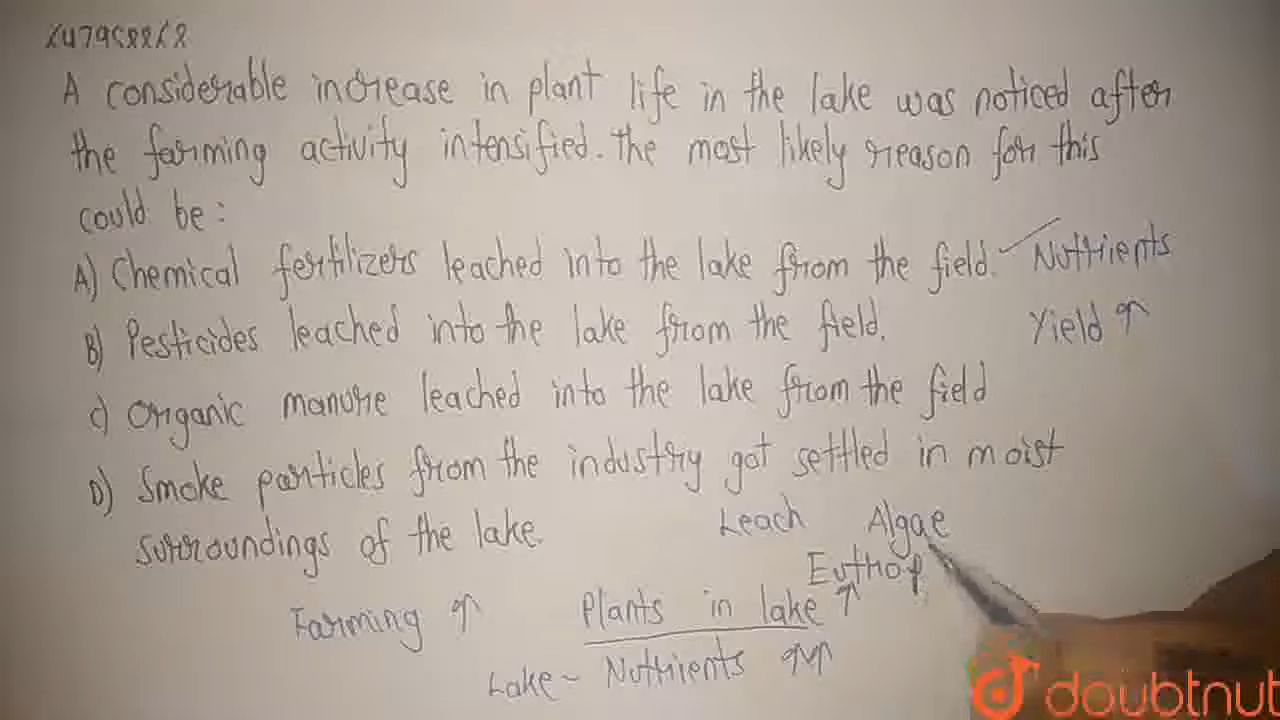 A considerable increase in plant life in the lake was noticed after
the farming activity intensified. The most likely reason for this
could be:
A) Chemical fertilizers leached into the lake from the field. Nutrients
B) Pesticides leached into the lake from the field. Yield ↑
C) Organic manure leached into the lake from the field
D) Smoke particles from the industry got settled in moist
surroundings of the lake.
Leach Algae
Euthop
Farming ↑ Plants in lake ↑
Lake - Nutrients ↑↑↑
doubtnut